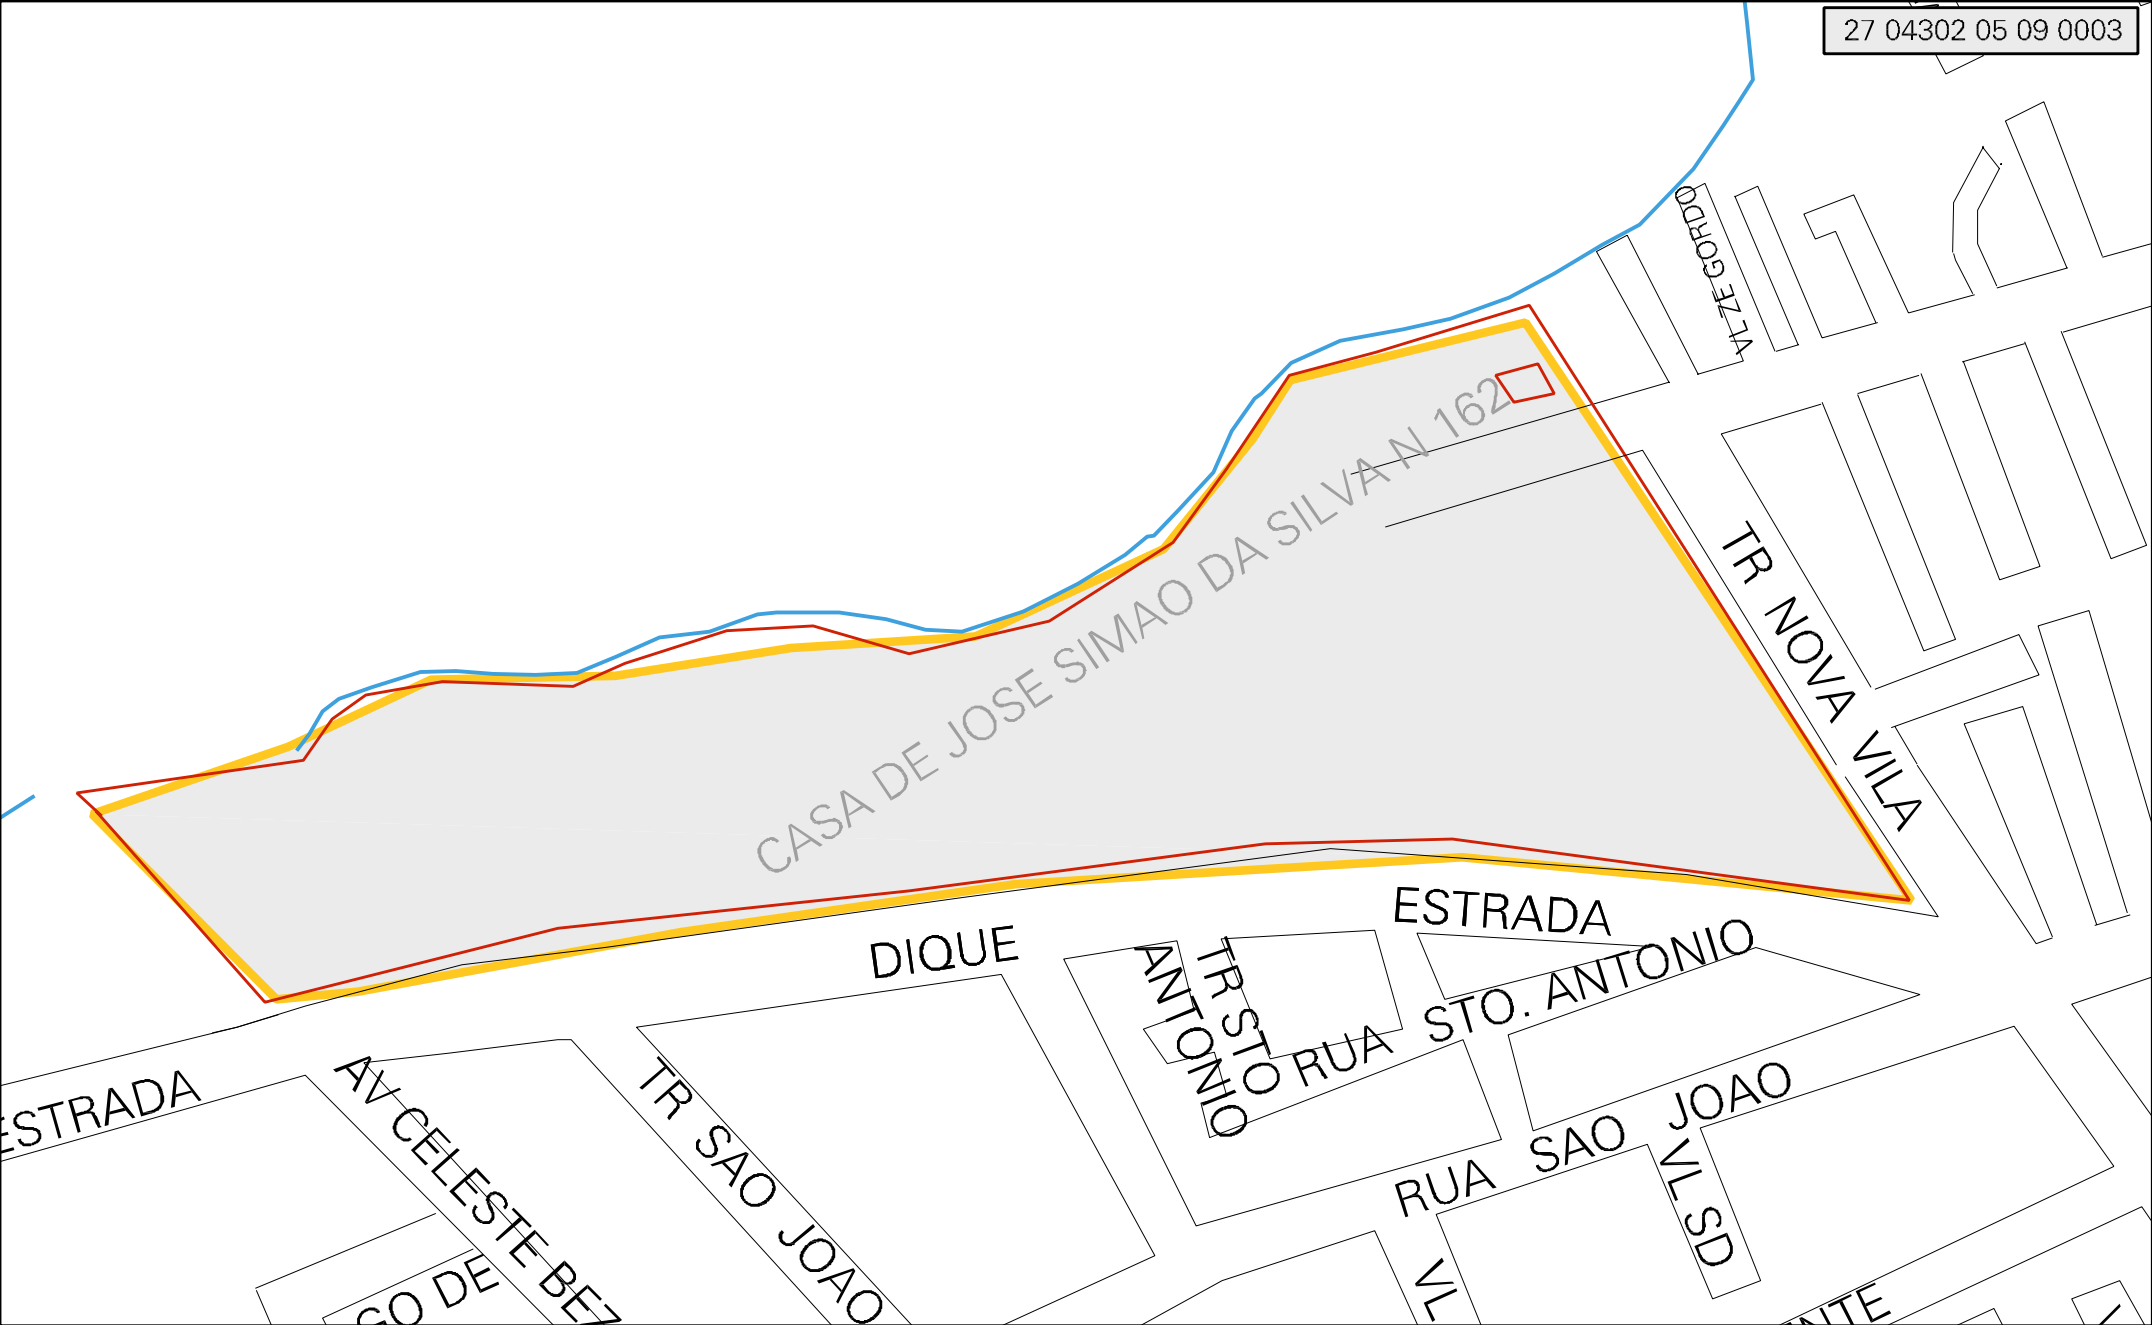 27 04302 05 09 0003
VL ZE GORDO
CASA DE JOSE SIMAO DA SILVA N 162
TR NOVA VILA
ESTRADA
DIQUE
ESTRADA
RUA STO. ANTONIO
TR STO
ANTONIO
AV CELESTE BEZ
TR SAO JOAO
RUA SAO JOAO
VL SD
VL
GO DE
NTE